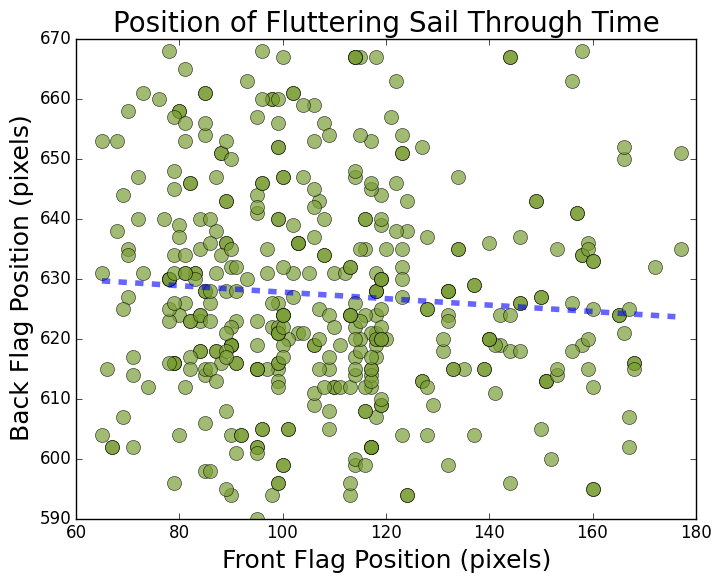 Position of Fluttering Sail Through Time
670
660
650
640
630
620
610
600
590
Back Flag Position (pixels)
60 80 100 120 140 160 180
Front Flag Position (pixels)